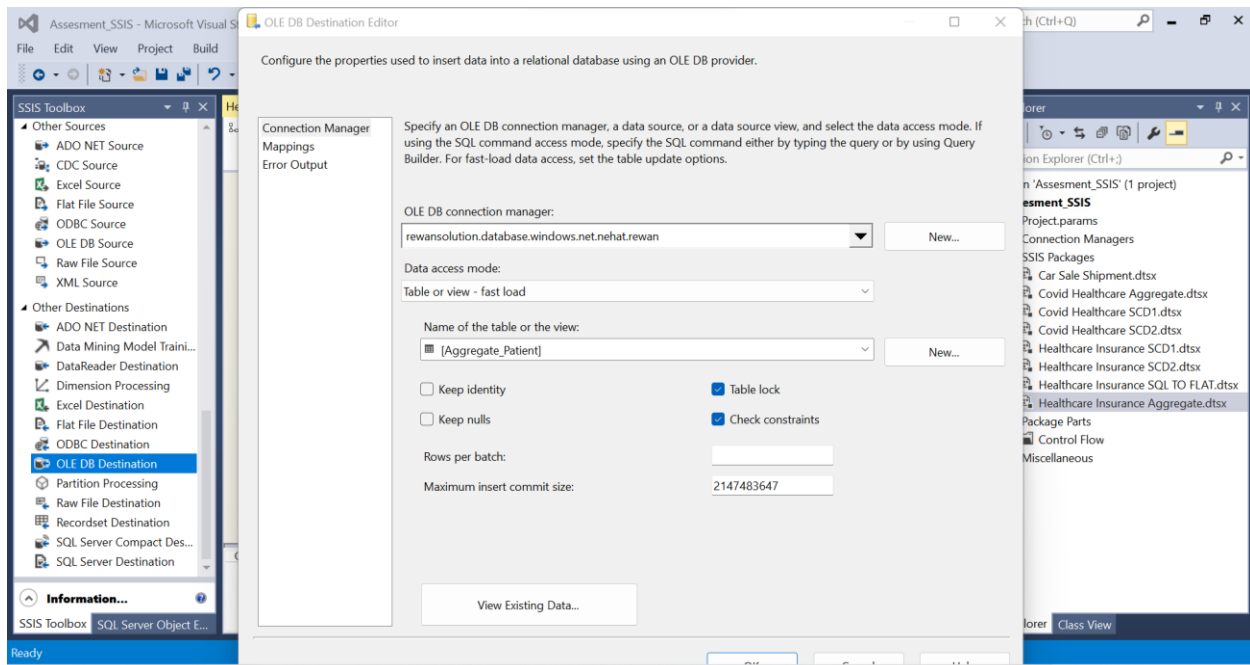 Assesment_SSIS - Microsoft Visual S
ch (Ctrl+Q)
File Edit View Project Build
SSIS Toolbox
Other Sources
ADO NET Source
CDC Source
Excel Source
Flat File Source
ODBC Source
OLE DB Source
Raw File Source
XML Source
Other Destinations
ADO NET Destination
Data Mining Model Traini...
DataReader Destination
Dimension Processing
Excel Destination
Flat File Destination
ODBC Destination
OLE DB Destination
Partition Processing
Raw File Destination
Recordset Destination
SQL Server Compact Des...
SQL Server Destination
Information...
SSIS Toolbox SQL Server Object E...
Ready
He
OLE DB Destination Editor
Configure the properties used to insert data into a relational database using an OLE DB provider.
Connection Manager
Mappings
Error Output
Specify an OLE DB connection manager, a data source, or a data source view, and select the data access mode. If
using the SQL command access mode, specify the SQL command either by typing the query or by using Query
Builder. For fast-load data access, set the table update options.
OLE DB connection manager:
rewansolution.database.windows.net.nehat.rewan
New...
Data access mode:
Table or view - fast load
Name of the table or the view:
[Aggregate_Patient]
New...
Keep identity
Table lock
Keep nulls
Check constraints
Rows per batch:
Maximum insert commit size:
2147483647
View Existing Data...
lorer
ion Explorer (Ctrl+;)
n 'Assesment_SSIS' (1 project)
esment_SSIS
Project.params
Connection Managers
SSIS Packages
Car Sale Shipment.dtsx
Covid Healthcare Aggregate.dtsx
Covid Healthcare SCD1.dtsx
Covid Healthcare SCD2.dtsx
Healthcare Insurance SCD1.dtsx
Healthcare Insurance SCD2.dtsx
Healthcare Insurance SQL TO FLAT.dtsx
Healthcare Insurance Aggregate.dtsx
Package Parts
Control Flow
Miscellaneous
lorer Class View